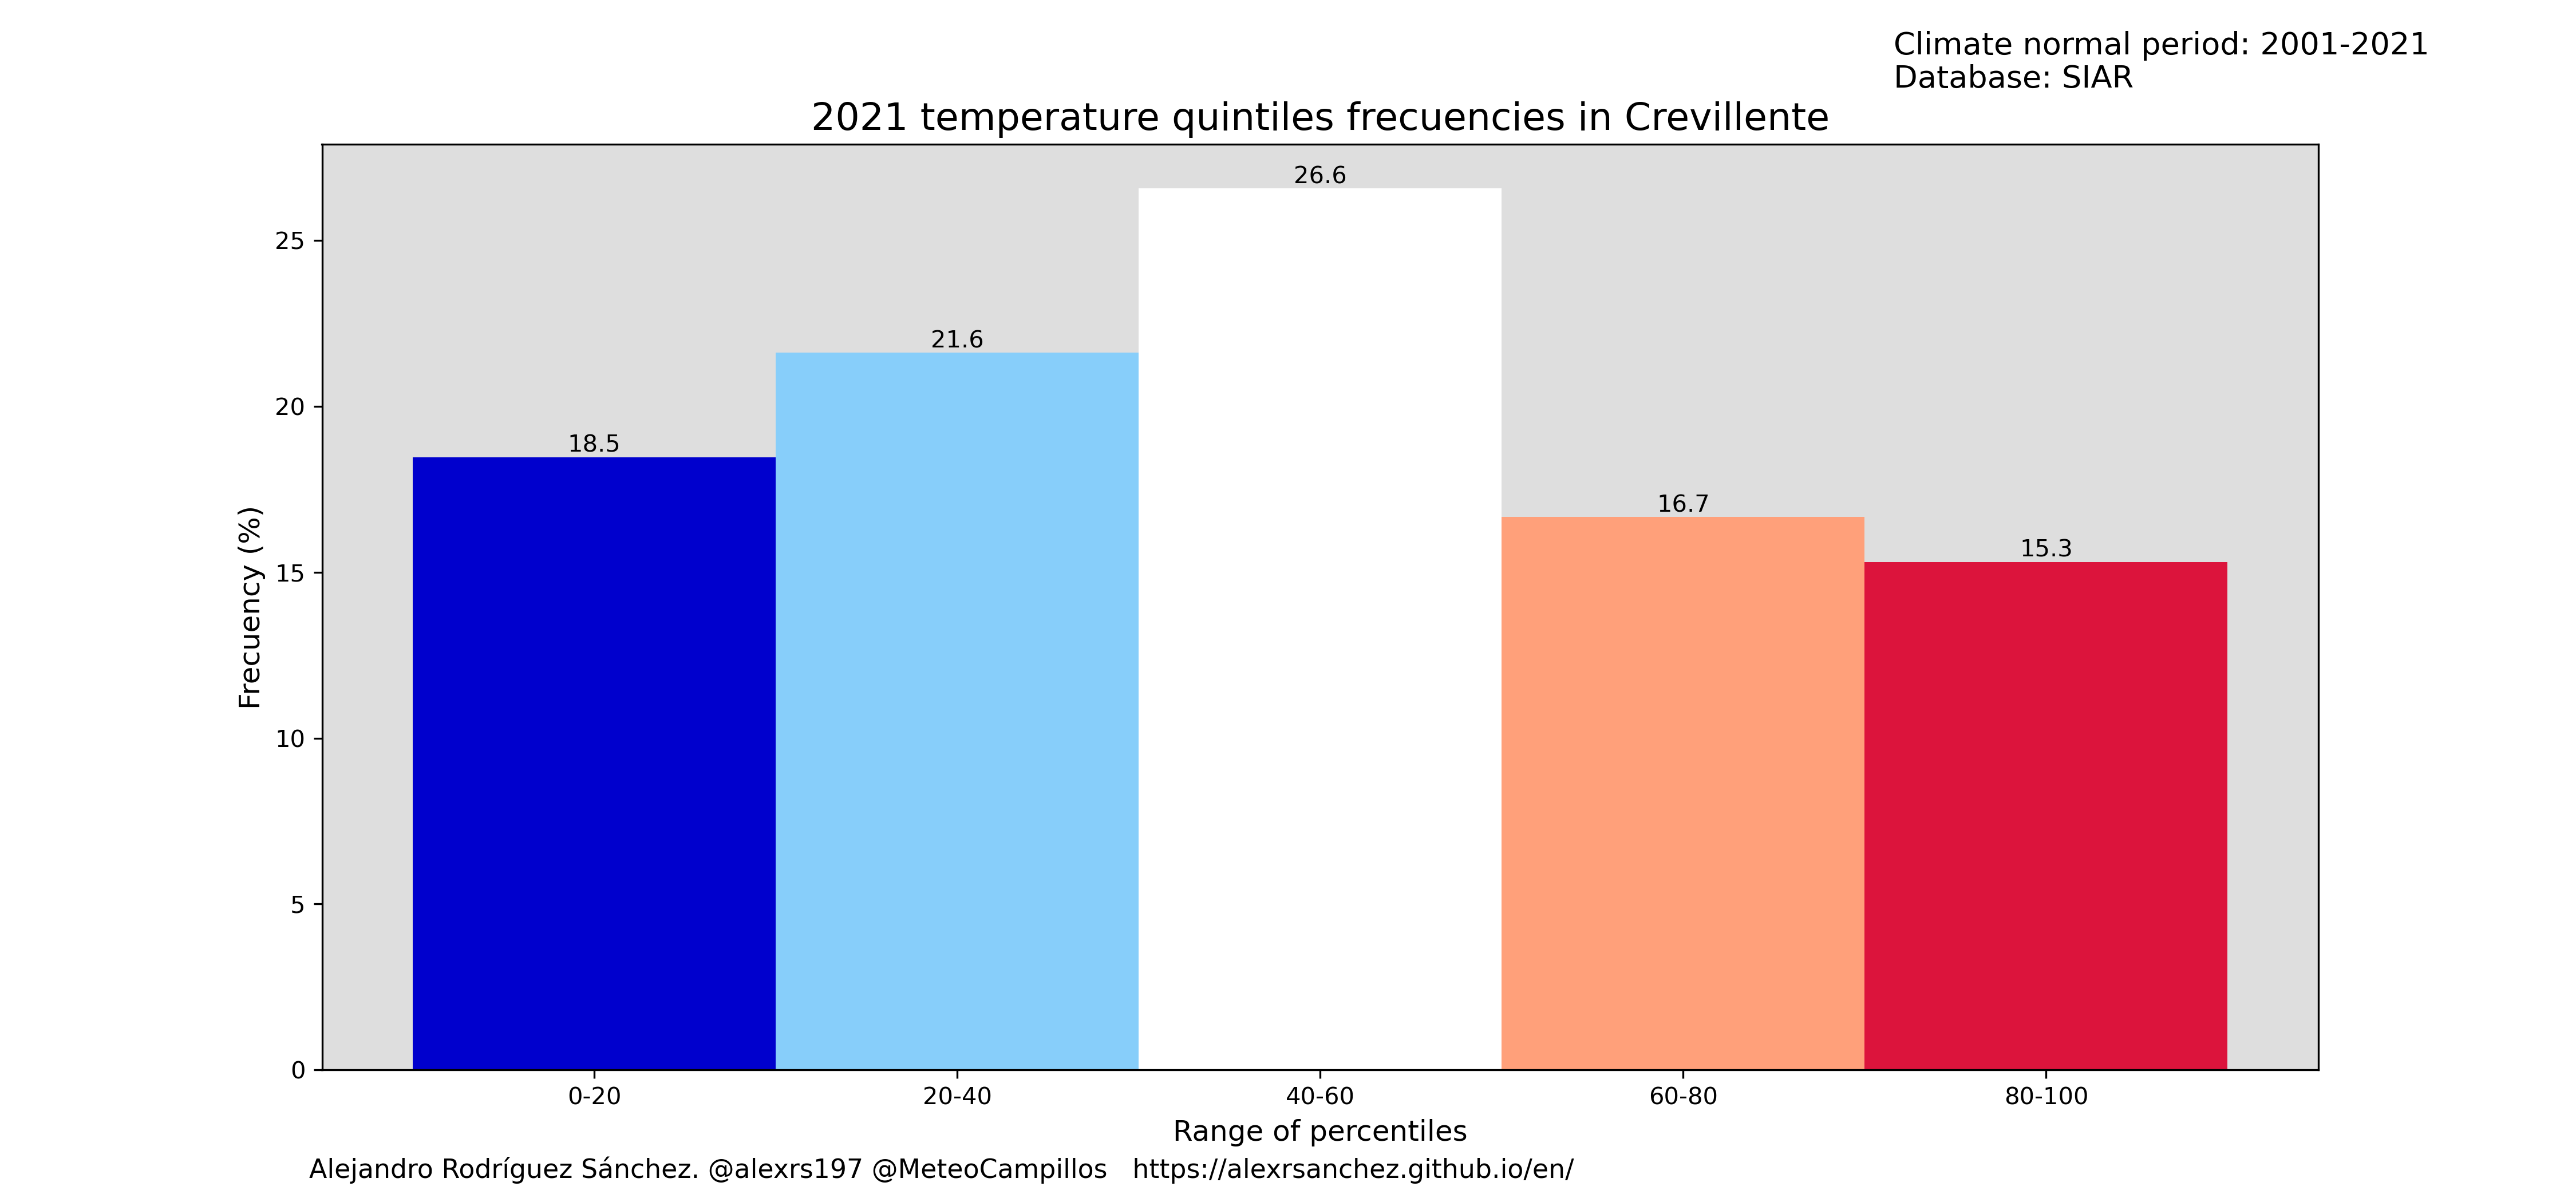 Climate normal period: 2001-2021
Database: SIAR
2021 temperature quintiles frecuencies in Crevillente
26.6
25
21.6
20
18.5
16.7
15.3
15
Frecuency (%)
10
5
0
0-20 20-40 40-60 60-80 80-100
Range of percentiles
Alejandro Rodríguez Sánchez. @alexrs197 @MeteoCampillos https://alexrsanchez.github.io/en/